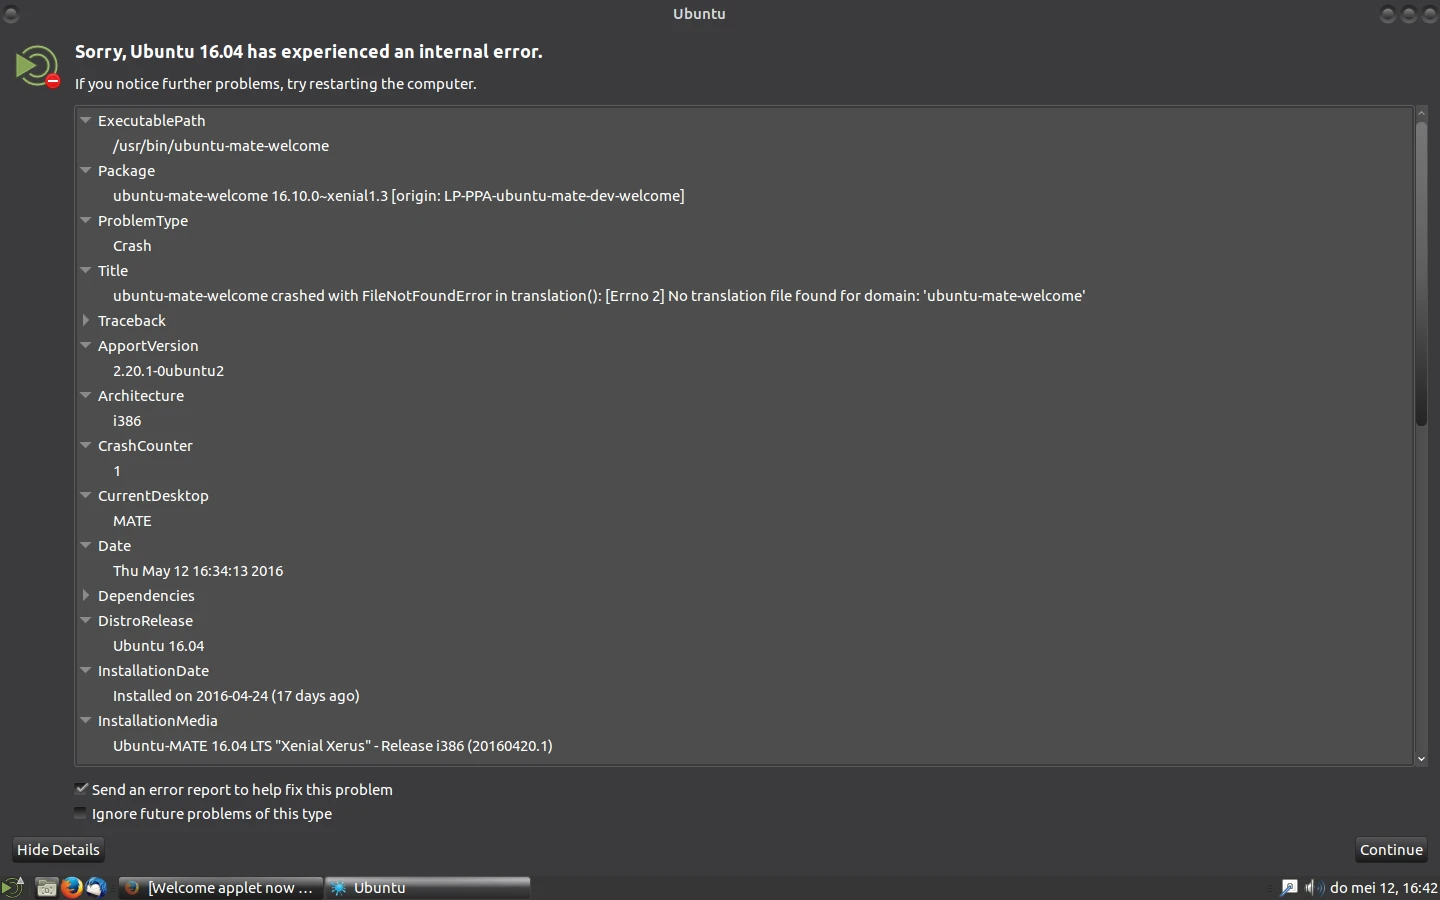 Ubuntu
Sorry, Ubuntu 16.04 has experienced an internal error.
If you notice further problems, try restarting the computer.
ExecutablePath
/usr/bin/ubuntu-mate-welcome
Package
ubuntu-mate-welcome 16.10.0~xenial1.3 [origin: LP-PPA-ubuntu-mate-dev-welcome]
ProblemType
Crash
Title
ubuntu-mate-welcome crashed with FileNotFoundError in translation(): [Errno 2] No translation file found for domain: 'ubuntu-mate-welcome'
Traceback
ApportVersion
2.20.1-0ubuntu2
Architecture
i386
CrashCounter
1
CurrentDesktop
MATE
Date
Thu May 12 16:34:13 2016
Dependencies
DistroRelease
Ubuntu 16.04
InstallationDate
Installed on 2016-04-24 (17 days ago)
InstallationMedia
Ubuntu-MATE 16.04 LTS "Xenial Xerus" - Release i386 (20160420.1)
Send an error report to help fix this problem
Ignore future problems of this type
Hide Details
Continue
[Welcome applet now ...
Ubuntu
do mei 12, 16:42